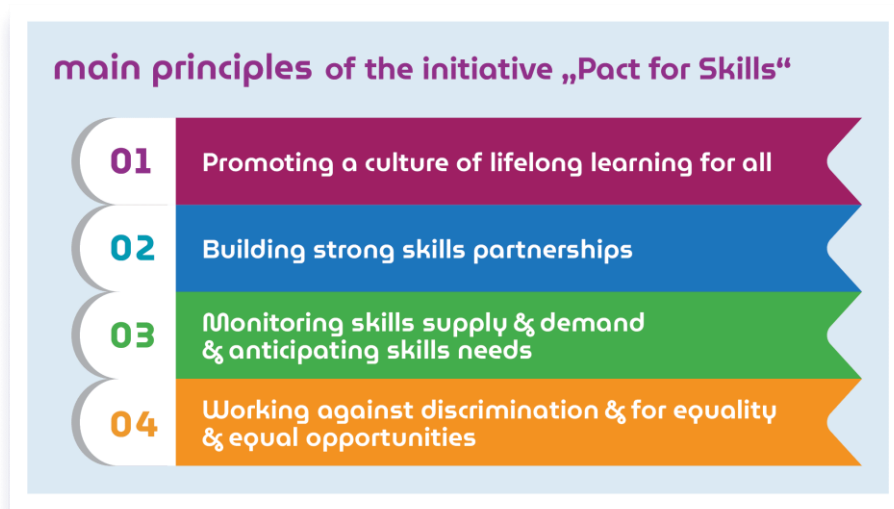 main principles of the initiative „Pact for Skills“
01
Promoting a culture of lifelong learning for all
02
Building strong skills partnerships
03
Monitoring skills supply & demand
& anticipating skills needs
04
Working against discrimination & for equality
& equal opportunities